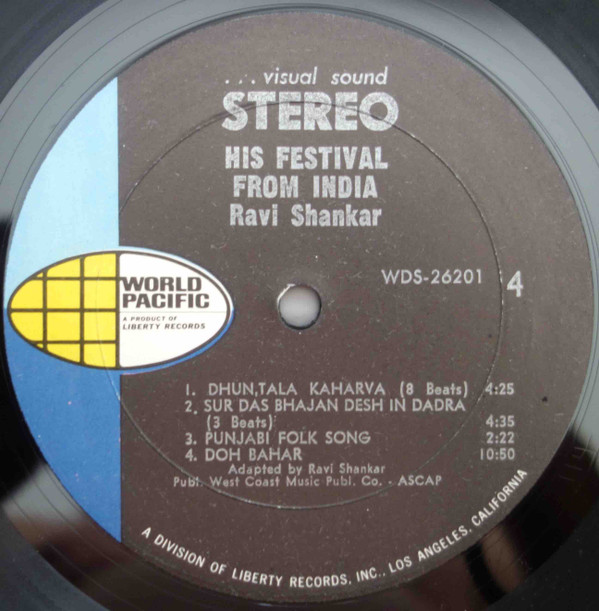 ...visual sound
STEREO
HIS FESTIVAL
FROM INDIA
Ravi Shankar
WORLD
PACIFIC
A PRODUCT OF
LIBERTY RECORDS
WDS-26201 4
1. DHUN,TALA KAHARVA (8 Beats) 4:25
2. SUR DAS BHAJAN DESH IN DADRA
(3 Beats) 4:35
3. PUNJABI FOLK SONG 2:22
4. DOH BAHAR 10:50
Adapted by Ravi Shankar
Publ. West Coast Music Publ. Co. - ASCAP
A DIVISION OF LIBERTY RECORDS, INC., LOS ANGELES, CALIFORNIA